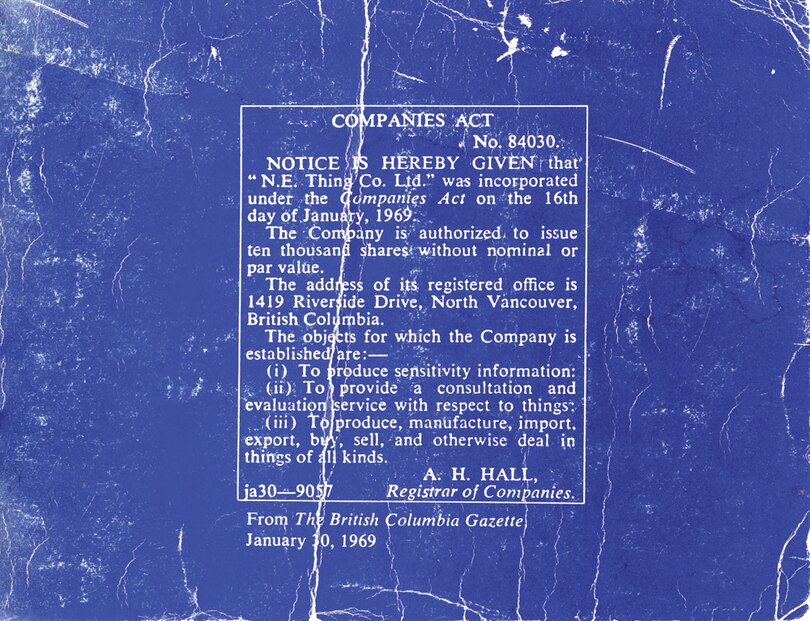 COMPANIES ACT
No. 84030.
NOTICE IS HEREBY GIVEN that
"N.E. Thing Co. Ltd." was incorporated
under the Companies Act on the 16th
day of January, 1969.
The Company is authorized to issue
ten thousand shares without nominal or
par value.
The address of its registered office is
1419 Riverside Drive, North Vancouver,
British Columbia.
The objects for which the Company is
established are:—
(i) To produce sensitivity information:
(ii) To provide a consultation and
evaluation service with respect to things:
(iii) To produce, manufacture, import,
export, buy, sell, and otherwise deal in
things of all kinds.
A. H. HALL,
ja30—9057 Registrar of Companies.
From The British Columbia Gazette,
January 30, 1969